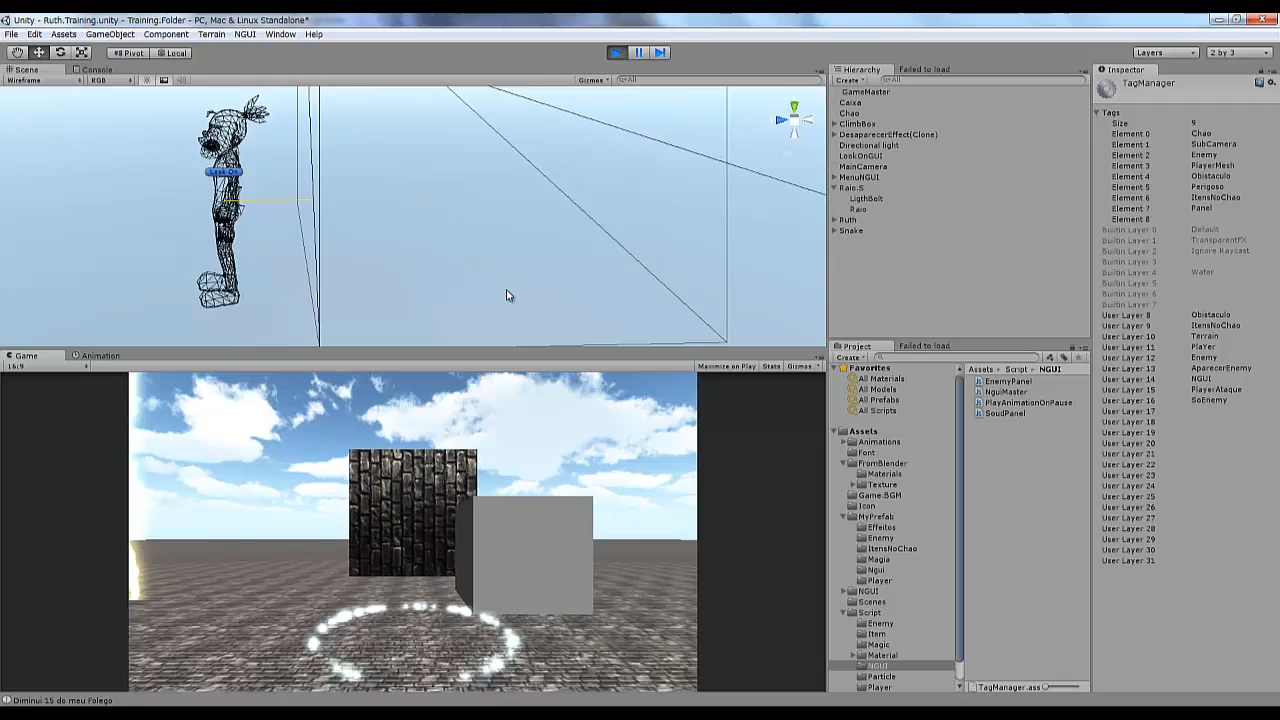 Unity - Ruth.Training.unity - Training.Folder - PC, Mac & Linux Standalone*
File Edit Assets GameObject Component Terrain NGUI Window Help
Pivot Local
Layers 2 by 3
Scene Console
Wireframe RGB Gizmos All
Look On
Hierarchy Failed to load
Create All
GameMaster
Caixa
Chao
ClimbBox
DesaparecerEffect(Clone)
Directional light
LookOnGUI
MainCamera
MenuNGUI
Raio.S
LigthBolt
Raio
Ruth
Snake
Inspector
TagManager
Tags
Size 9
Element 0 Chao
Element 1 SubCamera
Element 2 Enemy
Element 3 PlayerMesh
Element 4 Obstaculo
Element 5 Perigoso
Element 6 ItensNoChao
Element 7 Panel
Element 8
Builtin Layer 0 Default
Builtin Layer 1 TransparentFX
Builtin Layer 2 Ignore Raycast
Builtin Layer 3
Builtin Layer 4 Water
Builtin Layer 5
Builtin Layer 6
Builtin Layer 7
User Layer 8 Obstaculo
User Layer 9 ItensNoChao
User Layer 10 Terrain
User Layer 11 PlaYer
User Layer 12 Enemy
User Layer 13 AparecerEnemy
User Layer 14 NGUI
User Layer 15 PlayerAtaque
User Layer 16 SoEnemy
User Layer 17
User Layer 18
User Layer 19
User Layer 20
User Layer 21
User Layer 22
User Layer 23
User Layer 24
User Layer 25
User Layer 26
User Layer 27
User Layer 28
User Layer 29
User Layer 30
User Layer 31
Game Animation
16:9 Maximize on Play Stats Gizmos
Project Failed to load
Create
Favorites
All Materials
All Models
All Prefabs
All Scripts
Assets
Animations
Font
FromBlender
Materials
Texture
Game.BGM
Icon
MyPrefab
Effeitos
Enemy
ItensNoChao
Magia
Ngui
Player
NGUI
Scenes
Script
Enemy
Item
Magic
Material
NGUI
Particle
Player
Assets Script NGUI
EnemyPanel
NguiMaster
PlayAnimationOnPause
SoudPanel
TagManager.ass
Diminui 15 do meu Folego